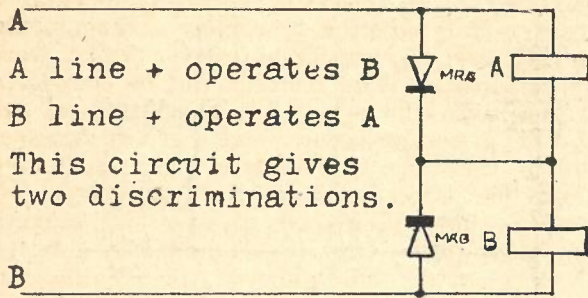 A
A line + operates B
B line + operates A
This circuit gives
two discriminations.
B
MRA A
MRB B